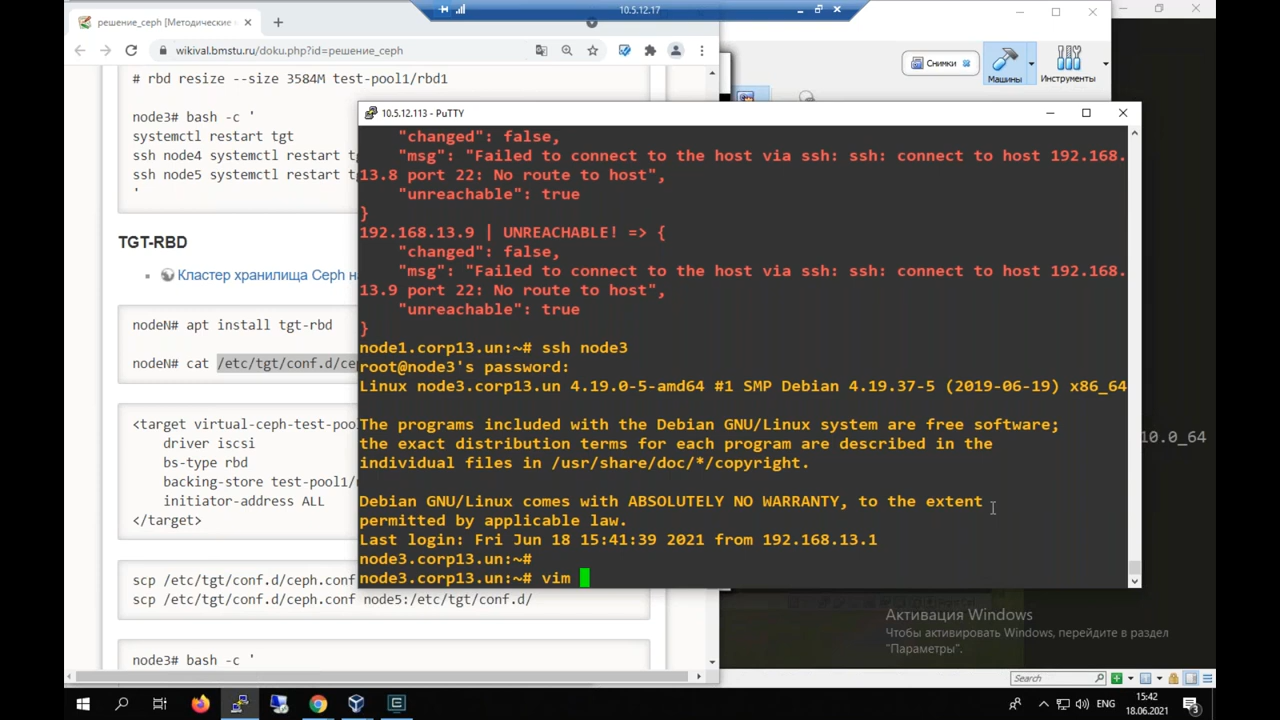 10.5.12.17
решение_ceph [Методические
wikival.bmstu.ru/doku.php?id=решение_ceph
Снимки
Машины
Инструменты
# rbd resize --size 3584M test-pool1/rbd1
node3# bash -c '
systemctl restart tgt
ssh node4 systemctl restart
ssh node5 systemctl restart
'
TGT-RBD
Кластер хранилища Ceph
nodeN# apt install tgt-rbd
nodeN# cat /etc/tgt/conf.d/ce
<target virtual-ceph-test-poo
driver iscsi
bs-type rbd
backing-store test-pool1/
initiator-address ALL
</target>
scp /etc/tgt/conf.d/ceph.conf
scp /etc/tgt/conf.d/ceph.conf node5:/etc/tgt/conf.d/
node3# bash -c '
10.5.12.113 - PuTTY
"changed": false,
"msg": "Failed to connect to the host via ssh: ssh: connect to host 192.168.
13.8 port 22: No route to host",
"unreachable": true
}
192.168.13.9 | UNREACHABLE! => {
"changed": false,
"msg": "Failed to connect to the host via ssh: ssh: connect to host 192.168.
13.9 port 22: No route to host",
"unreachable": true
}
node1.corp13.un:~# ssh node3
root@node3's password:
Linux node3.corp13.un 4.19.0-5-amd64 #1 SMP Debian 4.19.37-5 (2019-06-19) x86_64
The programs included with the Debian GNU/Linux system are free software;
the exact distribution terms for each program are described in the
individual files in /usr/share/doc/*/copyright.
Debian GNU/Linux comes with ABSOLUTELY NO WARRANTY, to the extent
permitted by applicable law.
Last login: Fri Jun 18 15:41:39 2021 from 192.168.13.1
node3.corp13.un:~#
node3.corp13.un:~# vim
10.0_64
Активация Windows
Чтобы активировать Windows, перейдите в раздел
"Параметры".
Search
ENG
15:42
18.06.2021
3